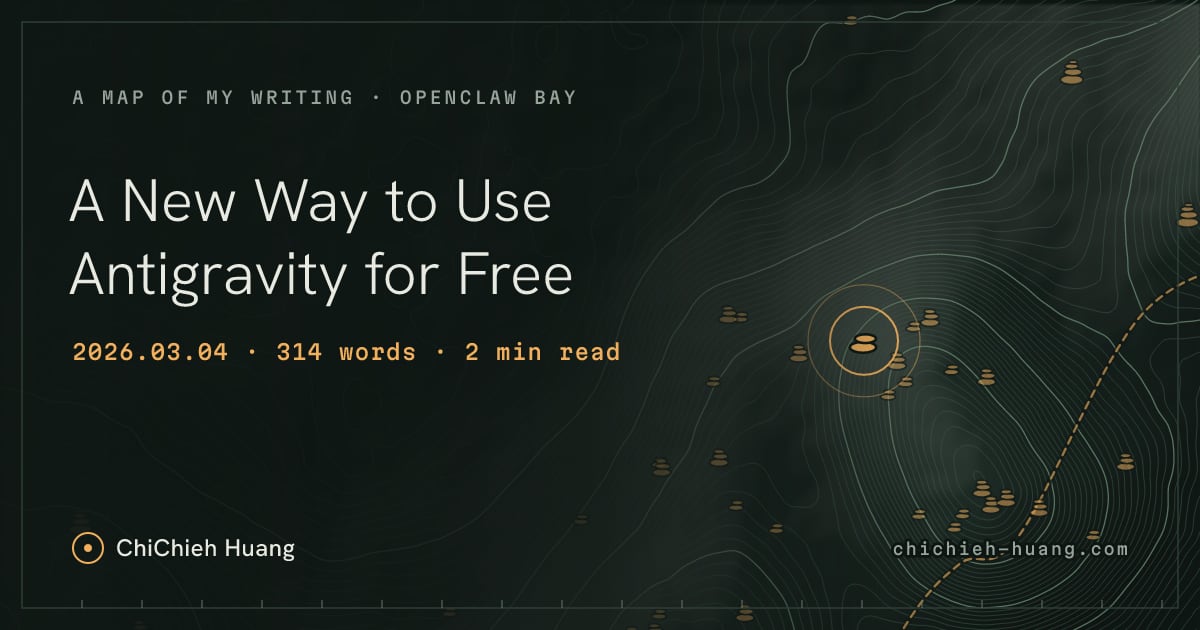 A MAP OF MY WRITING · OPENCLAW BAY
A New Way to Use
Antigravity for Free
2026.03.04 · 314 words · 2 min read
ChiChieh Huang
chichieh-huang.com